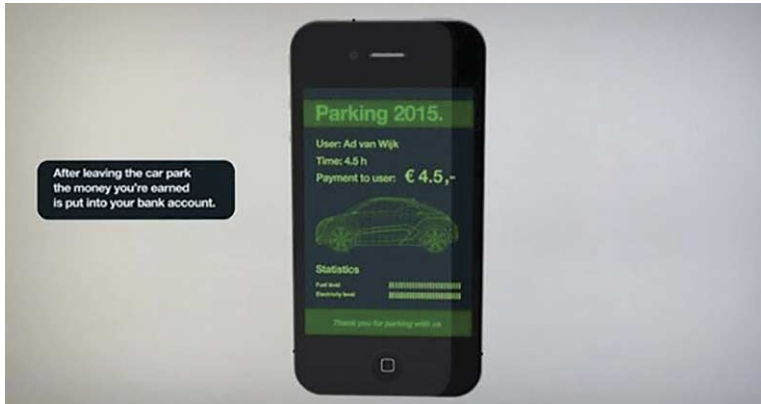 After leaving the car park
the money you're earned
is put into your bank account.
Parking 2015.
User: Ad van Wijk
Time: 4.5 h
Payment to user: € 4.5,-
Statistics
Fuel level
Electricity level
Thank you for parking with us